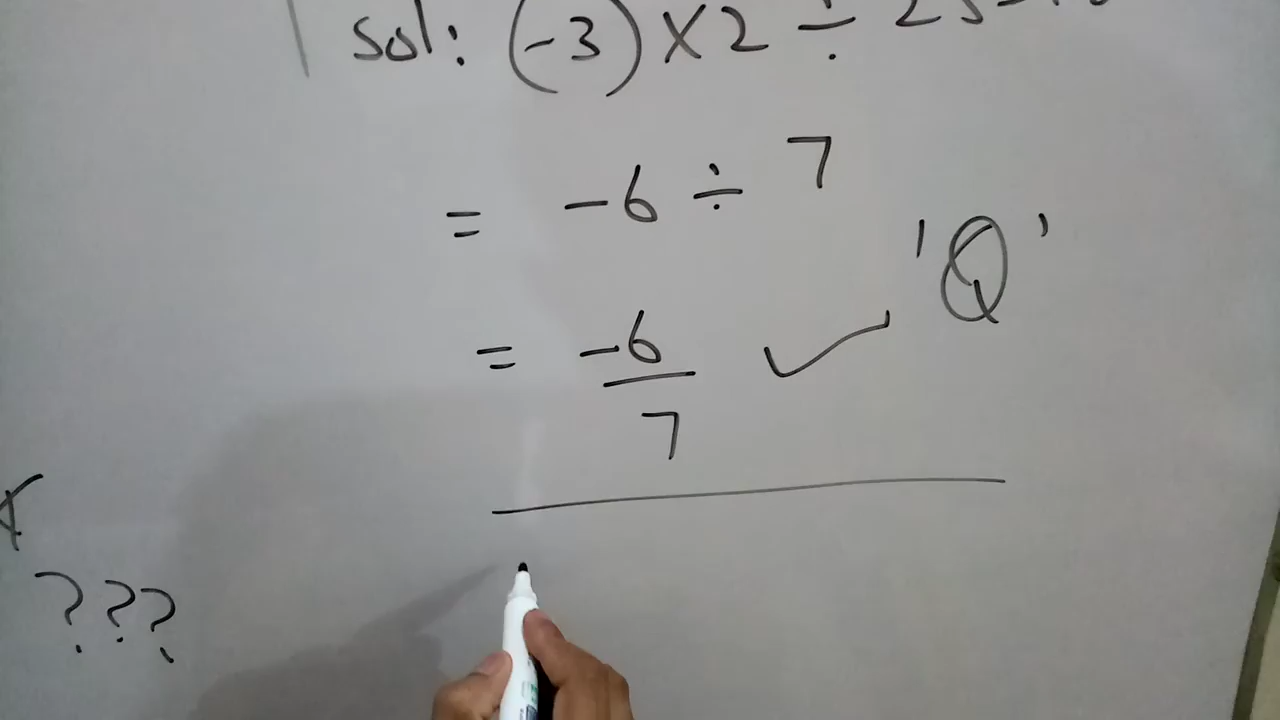 Sol: (-3) × 2 ÷
= -6 ÷ 7
'Q'
= -6/7 ✓
???